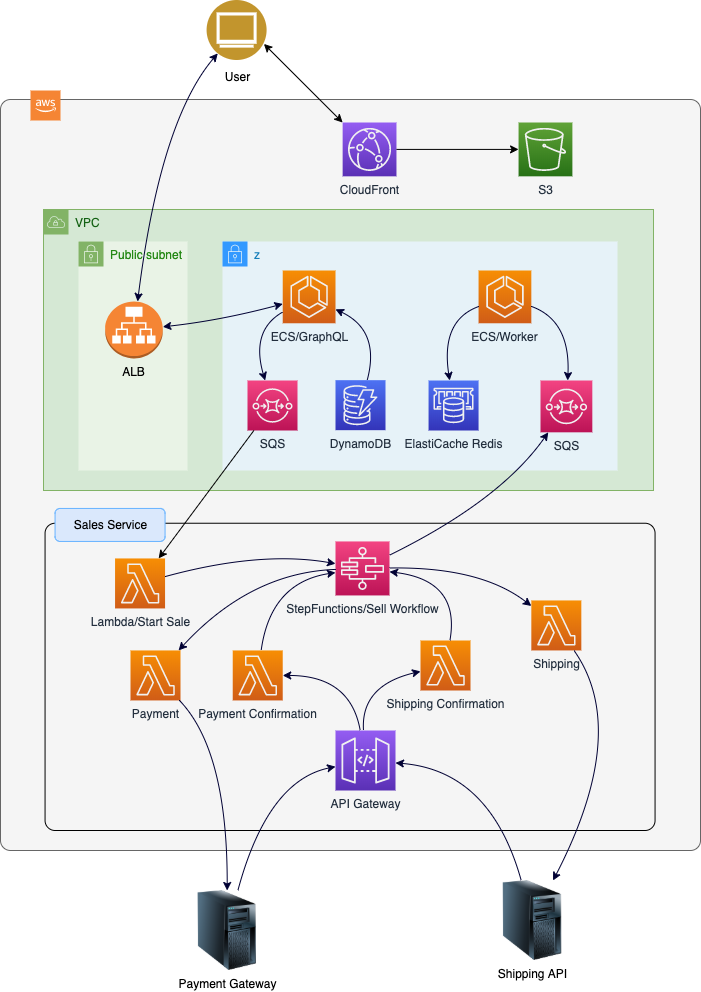 User
aws
CloudFront
S3
VPC
Public subnet
z
ECS/GraphQL
ECS/Worker
ALB
SQS
DynamoDB
ElastiCache Redis
SQS
Sales Service
Lambda/Start Sale
StepFunctions/Sell Workflow
Shipping
Payment
Payment Confirmation
Shipping Confirmation
API Gateway
Payment Gateway
Shipping API